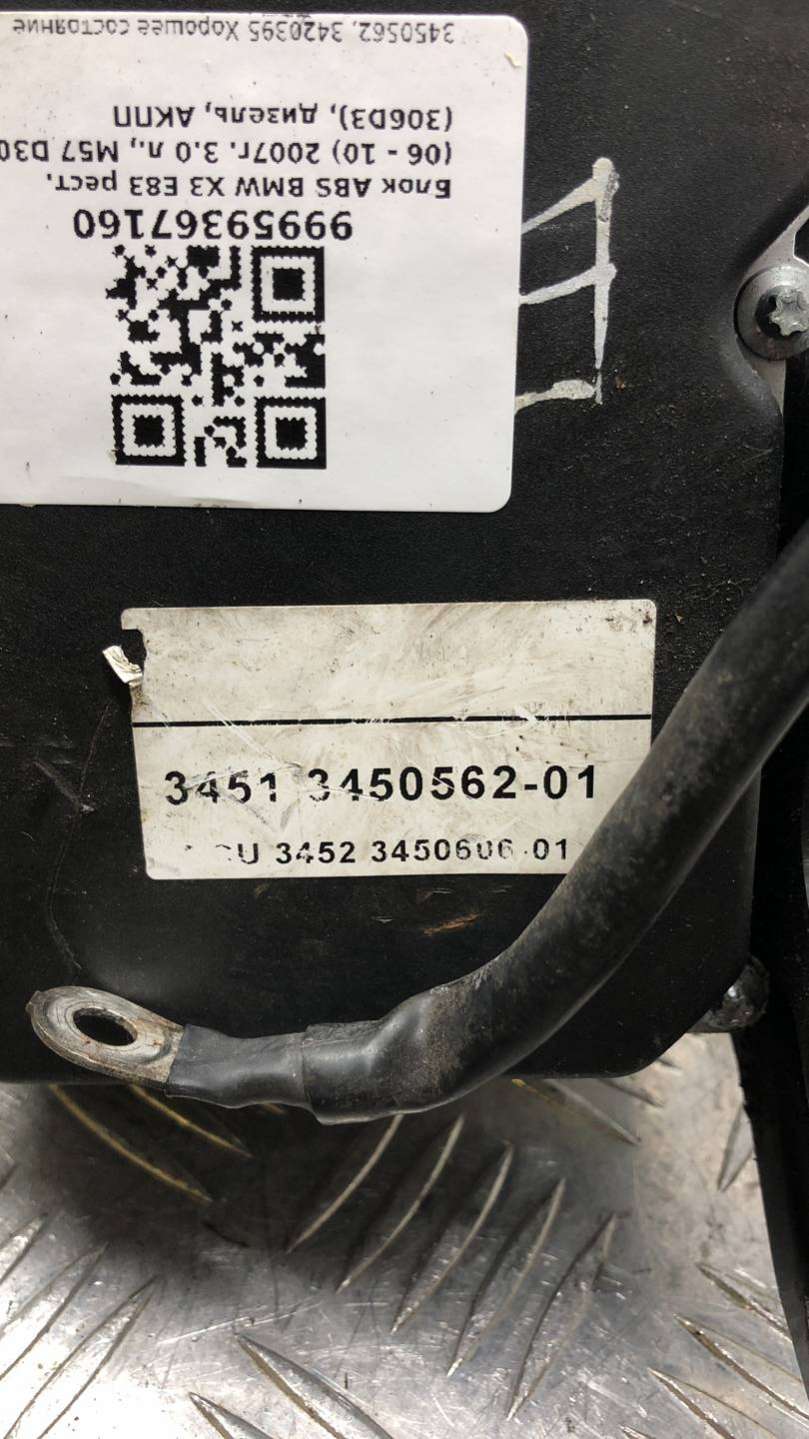 99959367160
Блок ABS BMW X3 E83 рест.
(06 - 10) 2007г. 3.0 л., M57 D30
(306D3), дизель, АКПП
3450562, 3420395 Хорошее состояние
3451 3450562-01
3452 3450606-01